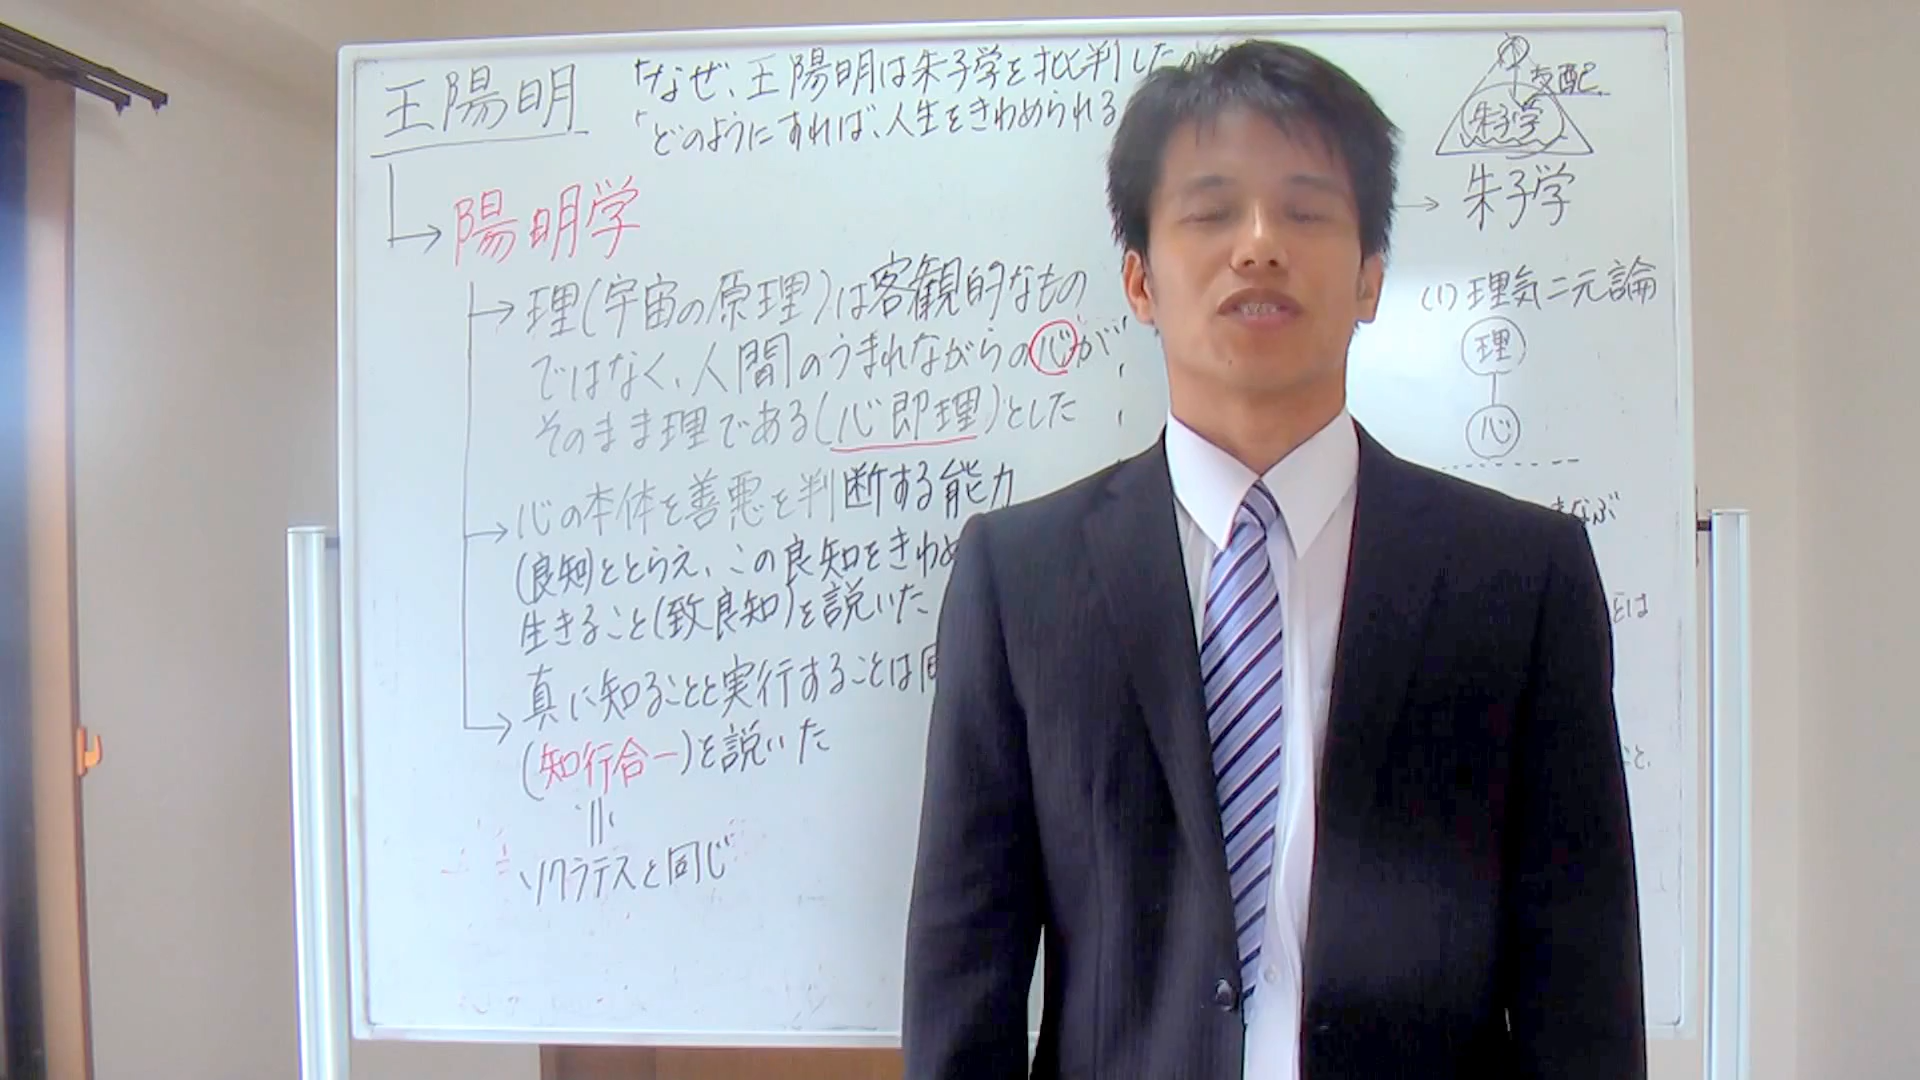 王陽明
「なぜ、王陽明は朱子学を批判したのか
「どのようにすれば、人生をきわめられる
陽明学
理(宇宙の原理)は客観的なもの
ではなく、人間のうまれながらの心が
そのまま理である(心即理)とした
心の本体を善悪を判断する能力
(良知)ととらえ、この良知をきわめ
生きること(致良知)を説いた
真に知ることと実行することは同
(知行合一)を説いた
ソクラテスと同じ
支配
朱子学
朱子学
(1)理気二元論
理
心
まなぶ
とは